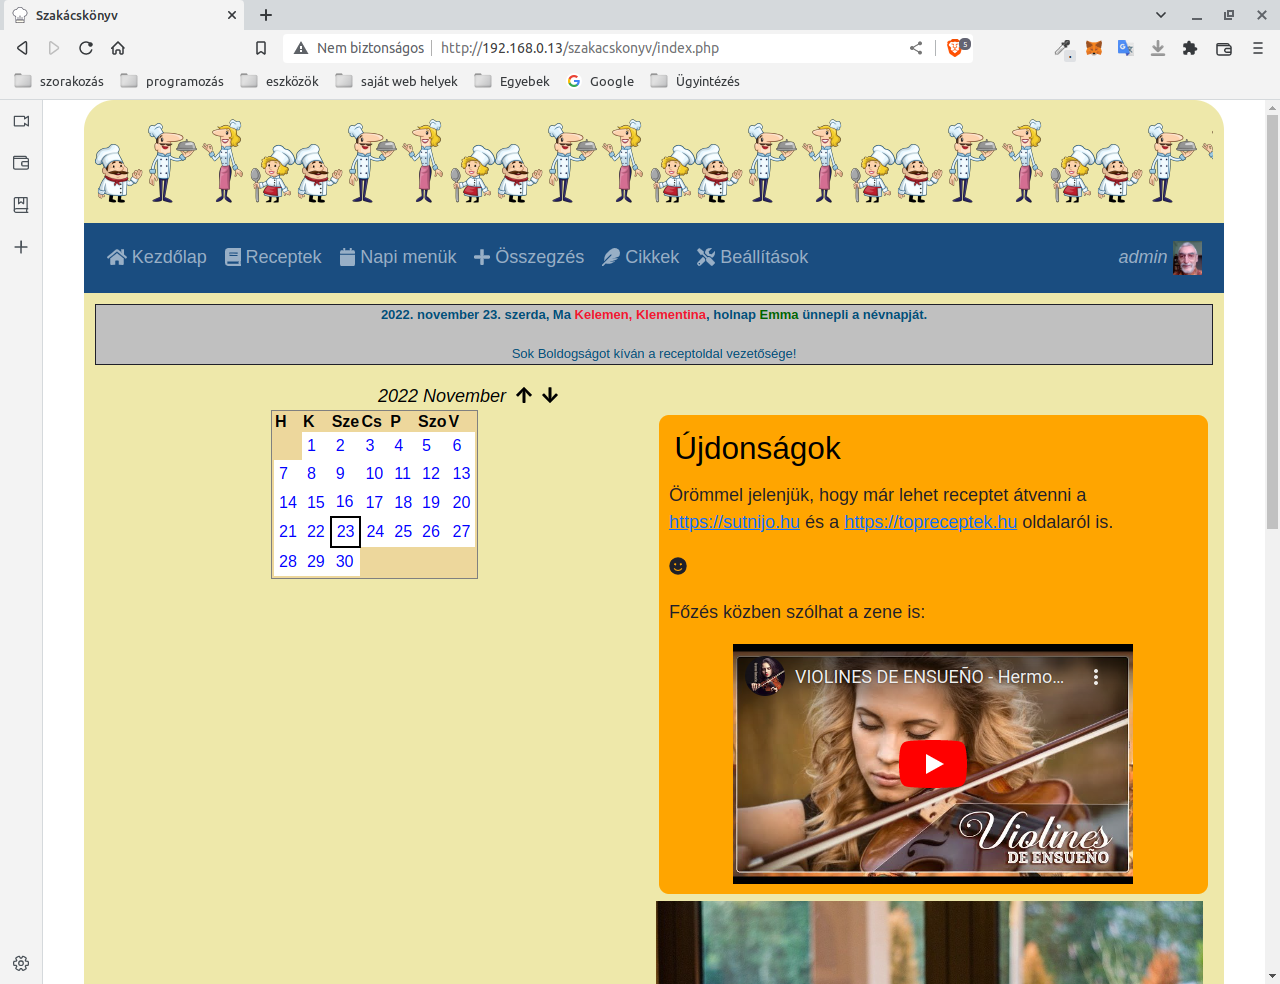 Szakácskönyv
Nem biztonságos
http://192.168.0.13/szakacskonyv/index.php
5
szorakozás
programozás
eszközök
saját web helyek
Egyebek
Google
Ügyintézés
Kezdőlap
Receptek
Napi menük
Összegzés
Cikkek
Beállítások
admin
2022. november 23. szerda, Ma Kelemen, Klementina, holnap Emma ünnepli a névnapját.
Sok Boldogságot kíván a receptoldal vezetősége!
2022 November
H K Sze Cs P Szo V
1 2 3 4 5 6
7 8 9 10 11 12 13
14 15 16 17 18 19 20
21 22 23 24 25 26 27
28 29 30
Újdonságok
Örömmel jelenjük, hogy már lehet receptet átvenni a
https://sutnijo.hu és a https://topreceptek.hu oldalaról is.
Főzés közben szólhat a zene is:
VIOLINES DE ENSUEÑO - Hermo...
Violines
DE ENSUEÑO